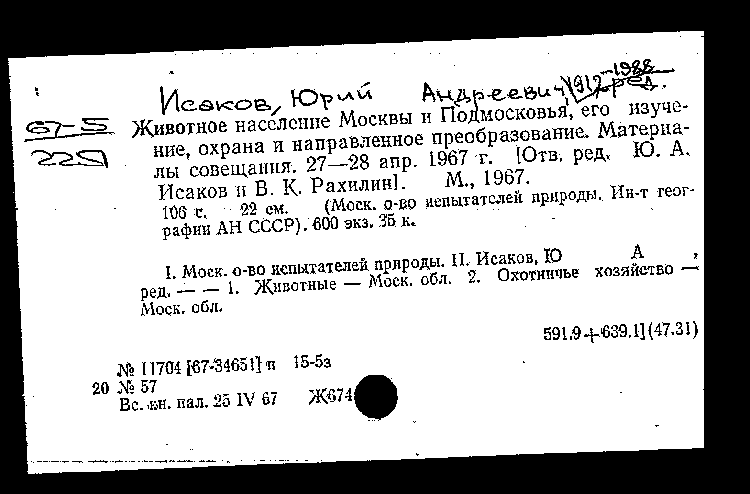 Исаков, Юрий Андреевич, 1912-1988
ред.
67-5
229
Животное население Москвы и Подмосковья, его изуче-
ние, охрана и направленное преобразование. Материа-
лы совещания. 27—28 апр. 1967 г. [Отв. ред. Ю. А.
Исаков и В. К. Рахилин]. М., 1967.
106 с. 22 см. (Моск. о-во испытателей природы. Ин-т геог-
рафии АН СССР). 600 экз. 35 к.
I. Моск. о-во испытателей природы. II. Исаков, Ю А ,
ред. — — 1. Животные — Моск. обл. 2. Охотничье хозяйство —
Моск. обл.
591.9+639.1](47.31)
№ 11704 [67-34651] п 15-5з
20 № 57
Вс. кн. пал. 25 IV 67 Ж674